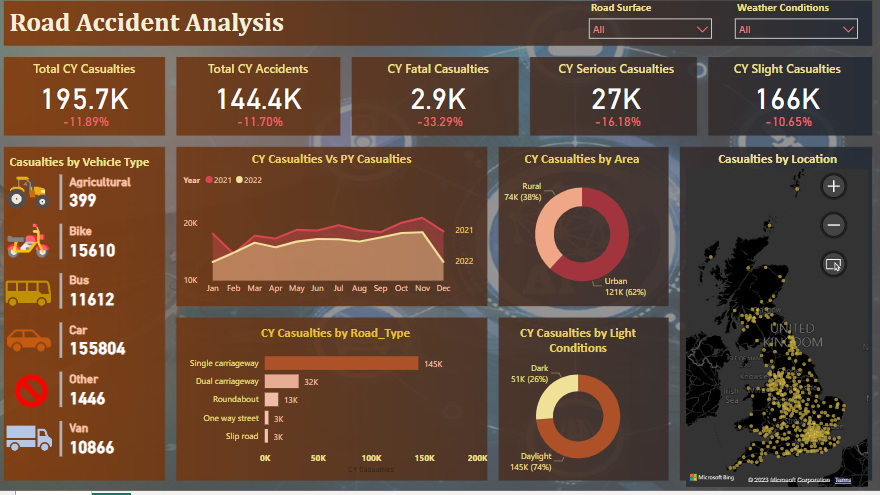 Road Accident Analysis
Road Surface
All
Weather Conditions
All
Total CY Casualties
195.7K
-11.89%
Total CY Accidents
144.4K
-11.70%
CY Fatal Casualties
2.9K
-33.29%
CY Serious Casualties
27K
-16.18%
CY Slight Casualties
166K
-10.65%
Casualties by Vehicle Type
Agricultural
399
Bike
15610
Bus
11612
Car
155804
Other
1446
Van
10866
CY Casualties Vs PY Casualties
Year 2021 2022
20K
10K
2021
2022
Jan Feb Mar Apr May Jun Jul Aug Sep Oct Nov Dec
CY Casualties by Road_Type
Single carriageway 145K
Dual carriageway 32K
Roundabout 13K
One way street 3K
Slip road 3K
0K 50K 100K 150K 200K
CY Casualties
CY Casualties by Area
Rural
74K (38%)
Urban
121K (62%)
CY Casualties by Light
Conditions
Dark
51K (26%)
Daylight
145K (74%)
Casualties by Location
UNITED
KINGDOM
Irish
Sea
Microsoft Bing
© 2023 Microsoft Corporation Terms